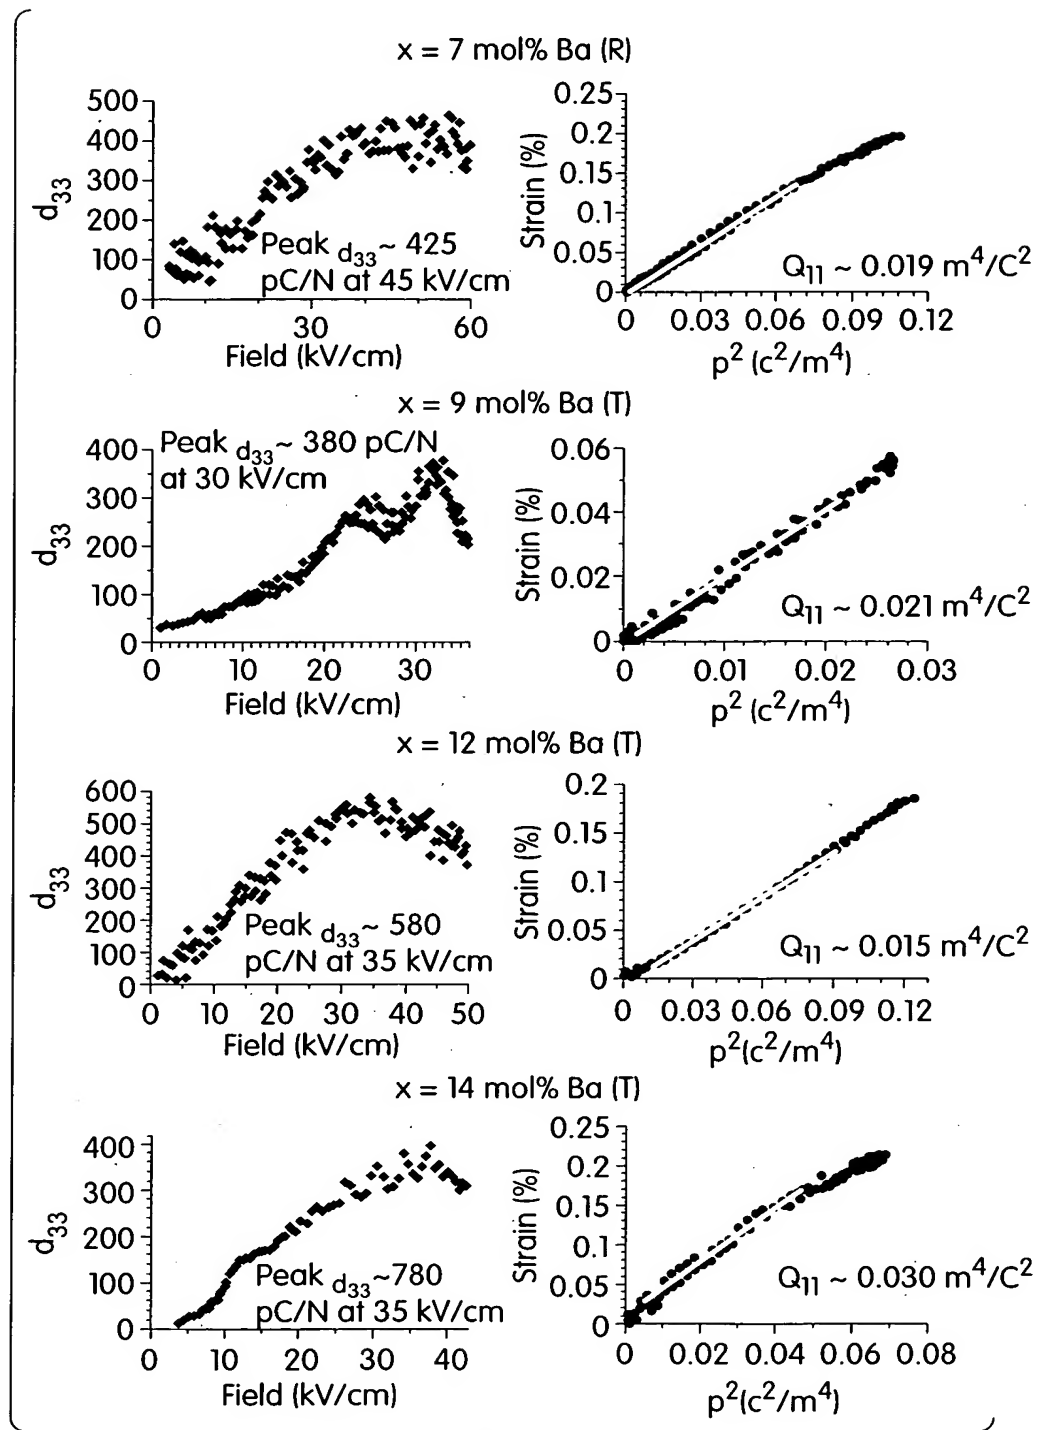 x = 7 mol% Ba (R)
500
400
300
200
100
0
d33
Peak d33 ~ 425
pC/N at 45 kV/cm
0 30 60
Field (kV/cm)
0.25
0.2
0.15
0.1
0.05
0
Strain (%)
Q11 ~ 0.019 m⁴/C²
0 0.03 0.06 0.09 0.12
p² (c²/m⁴)
x = 9 mol% Ba (T)
Peak d33 ~ 380 pC/N
at 30 kV/cm
400
300
200
100
0
d33
10 20 30
Field (kV/cm)
0.06
0.04
0.02
0
Strain (%)
Q11 ~ 0.021 m⁴/C²
0 0.01 0.02 0.03
p² (c²/m⁴)
x = 12 mol% Ba (T)
600
500
400
300
200
100
0
d33
Peak d33 ~ 580
pC/N at 35 kV/cm
0 10 20 30 40 50
Field (kV/cm)
0.2
0.15
0.1
0.05
0
Strain (%)
Q11 ~ 0.015 m⁴/C²
0 0.03 0.06 0.09 0.12
p²(c²/m⁴)
x = 14 mol% Ba (T)
400
300
200
100
0
d33
Peak d33 ~780
pC/N at 35 kV/cm
0 10 20 30 40
Field (kV/cm)
0.25
0.2
0.15
0.1
0.05
0
Strain (%)
Q11 ~ 0.030 m⁴/C²
0 0.02 0.04 0.06 0.08
p²(c²/m⁴)